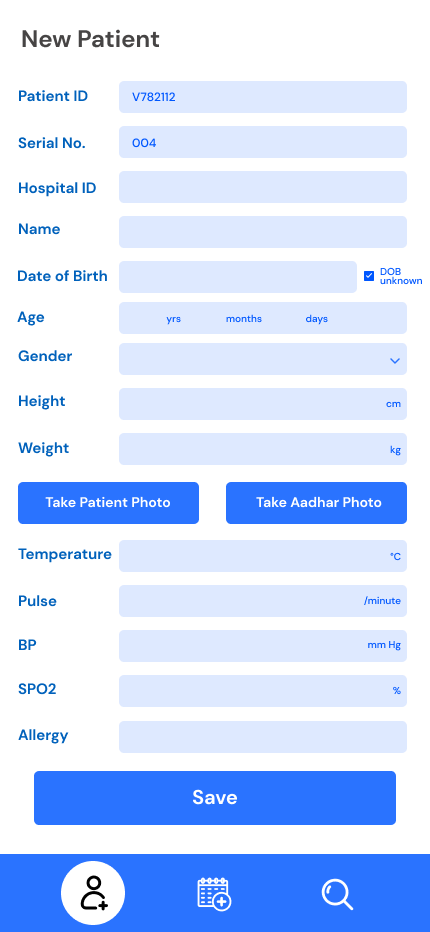 New Patient
Patient ID V782112
Serial No. 004
Hospital ID
Name
Date of Birth DOB
unknown
Age yrs months days
Gender
Height cm
Weight kg
Take Patient Photo Take Aadhar Photo
Temperature °C
Pulse /minute
BP mm Hg
SPO2 %
Allergy
Save